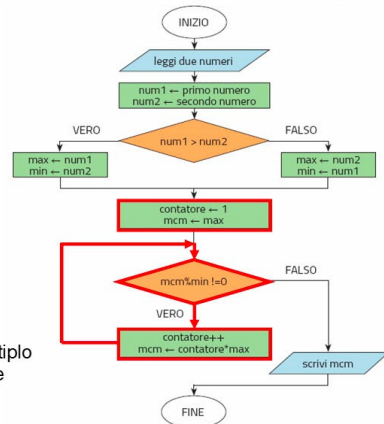 INIZIO
leggi due numeri
num1 ← primo numero
num2 ← secondo numero
VERO
FALSO
num1 > num2
max ← num1
min ← num2
max ← num2
min ← num1
contatore ← 1
mcm ← max
mcm%min !=0
FALSO
VERO
contatore++
mcm ← contatore*max
tiplo
e
scrivi mcm
FINE